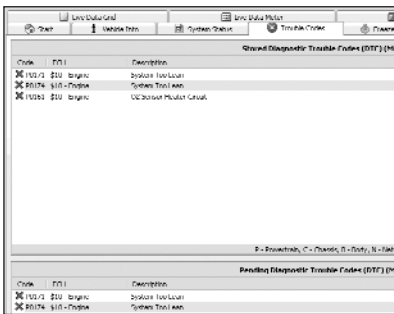 Live Data Grid Live Data Meter
Start Vehicle Info System Status Trouble Codes Freeze
Stored Diagnostic Trouble Codes (DTC) (M
Code ECU Description
P0171 $10 - Engine System Too Lean
P0174 $10 - Engine System Too Lean
P0161 $10 - Engine O2 Sensor Heater Circuit
P - Powertrain, C - Chassis, B - Body, N - Net
Pending Diagnostic Trouble Codes (DTC) (M
Code ECU Description
P0171 $10 - Engine System Too Lean
P0174 $10 - Engine System Too Lean